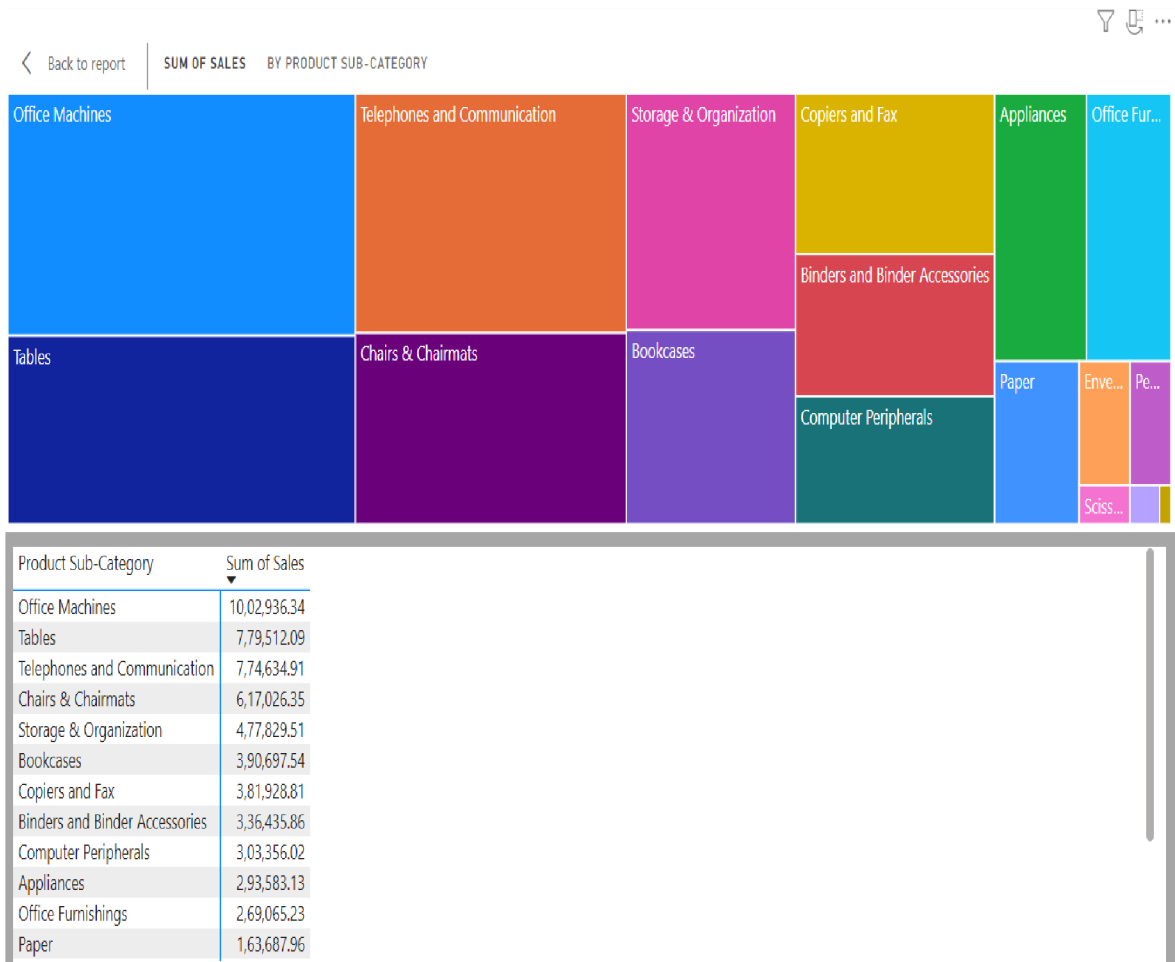 Back to report SUM OF SALES BY PRODUCT SUB-CATEGORY
Office Machines
Telephones and Communication
Storage & Organization
Copiers and Fax
Appliances
Office Fur...
Binders and Binder Accessories
Tables
Chairs & Chairmats
Bookcases
Paper
Enve...
Pe...
Computer Peripherals
Sciss...
Product Sub-Category Sum of Sales
Office Machines 10,02,936.34
Tables 7,79,512.09
Telephones and Communication 7,74,634.91
Chairs & Chairmats 6,17,026.35
Storage & Organization 4,77,829.51
Bookcases 3,90,697.54
Copiers and Fax 3,81,928.81
Binders and Binder Accessories 3,36,435.86
Computer Peripherals 3,03,356.02
Appliances 2,93,583.13
Office Furnishings 2,69,065.23
Paper 1,63,687.96